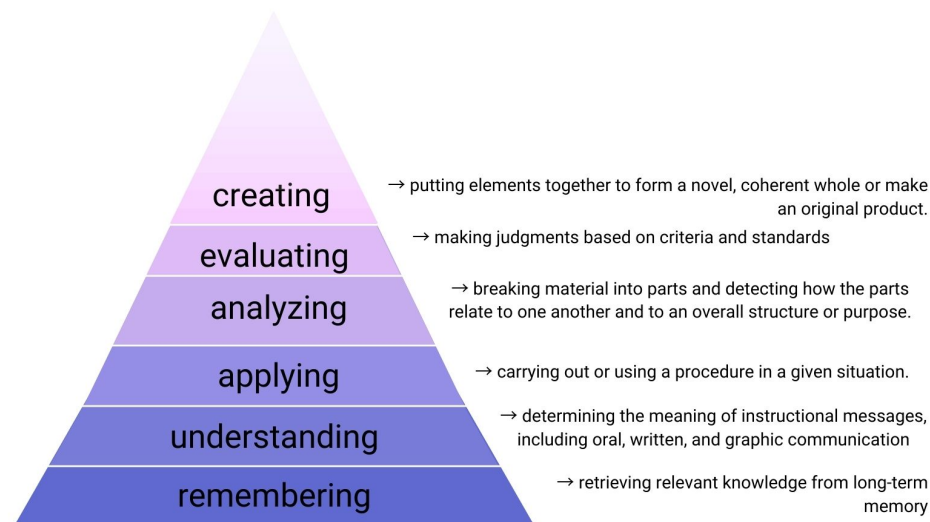 creating
→ putting elements together to form a novel, coherent whole or make
an original product.
evaluating
→ making judgments based on criteria and standards
analyzing
→ breaking material into parts and detecting how the parts
relate to one another and to an overall structure or purpose.
applying
→ carrying out or using a procedure in a given situation.
understanding
→ determining the meaning of instructional messages,
including oral, written, and graphic communication
remembering
→ retrieving relevant knowledge from long-term
memory